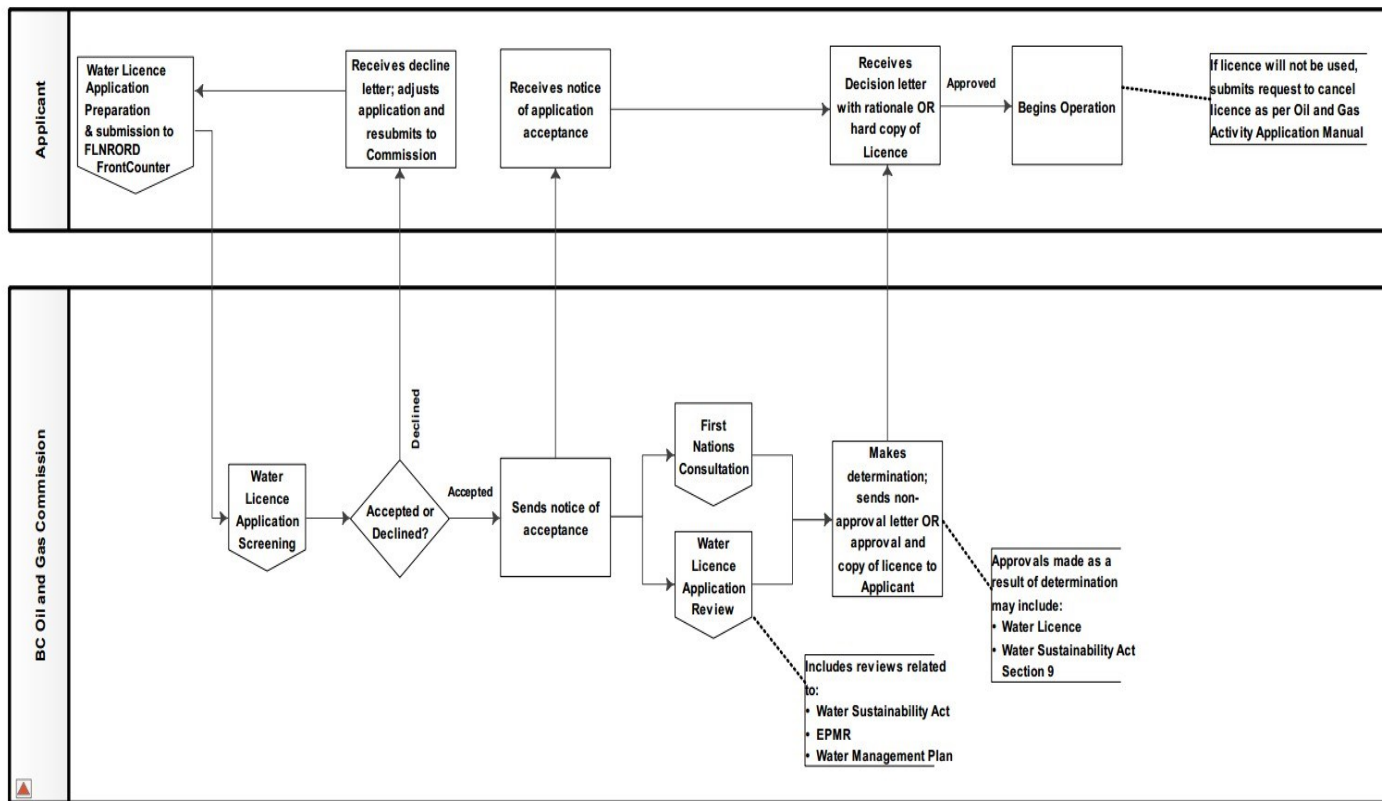 Applicant
Water Licence
Application
Preparation
& submission to
FLNRORD
FrontCounter
Receives decline
letter; adjusts
application and
resubmits to
Commission
Receives notice
of application
acceptance
Receives
Decision letter
with rationale OR
hard copy of
Licence
Approved
Begins Operation
If licence will not be used,
submits request to cancel
licence as per Oil and Gas
Activity Application Manual
BC Oil and Gas Commission
Water
Licence
Application
Screening
Accepted or
Declined?
Declined
Accepted
Sends notice of
acceptance
First
Nations
Consultation
Water
Licence
Application
Review
Makes
determination;
sends non-
approval letter OR
approval and
copy of licence to
Applicant
Includes reviews related
to:
• Water Sustainability Act
• EPMR
• Water Management Plan
Approvals made as a
result of determination
may include:
• Water Licence
• Water Sustainability Act
Section 9